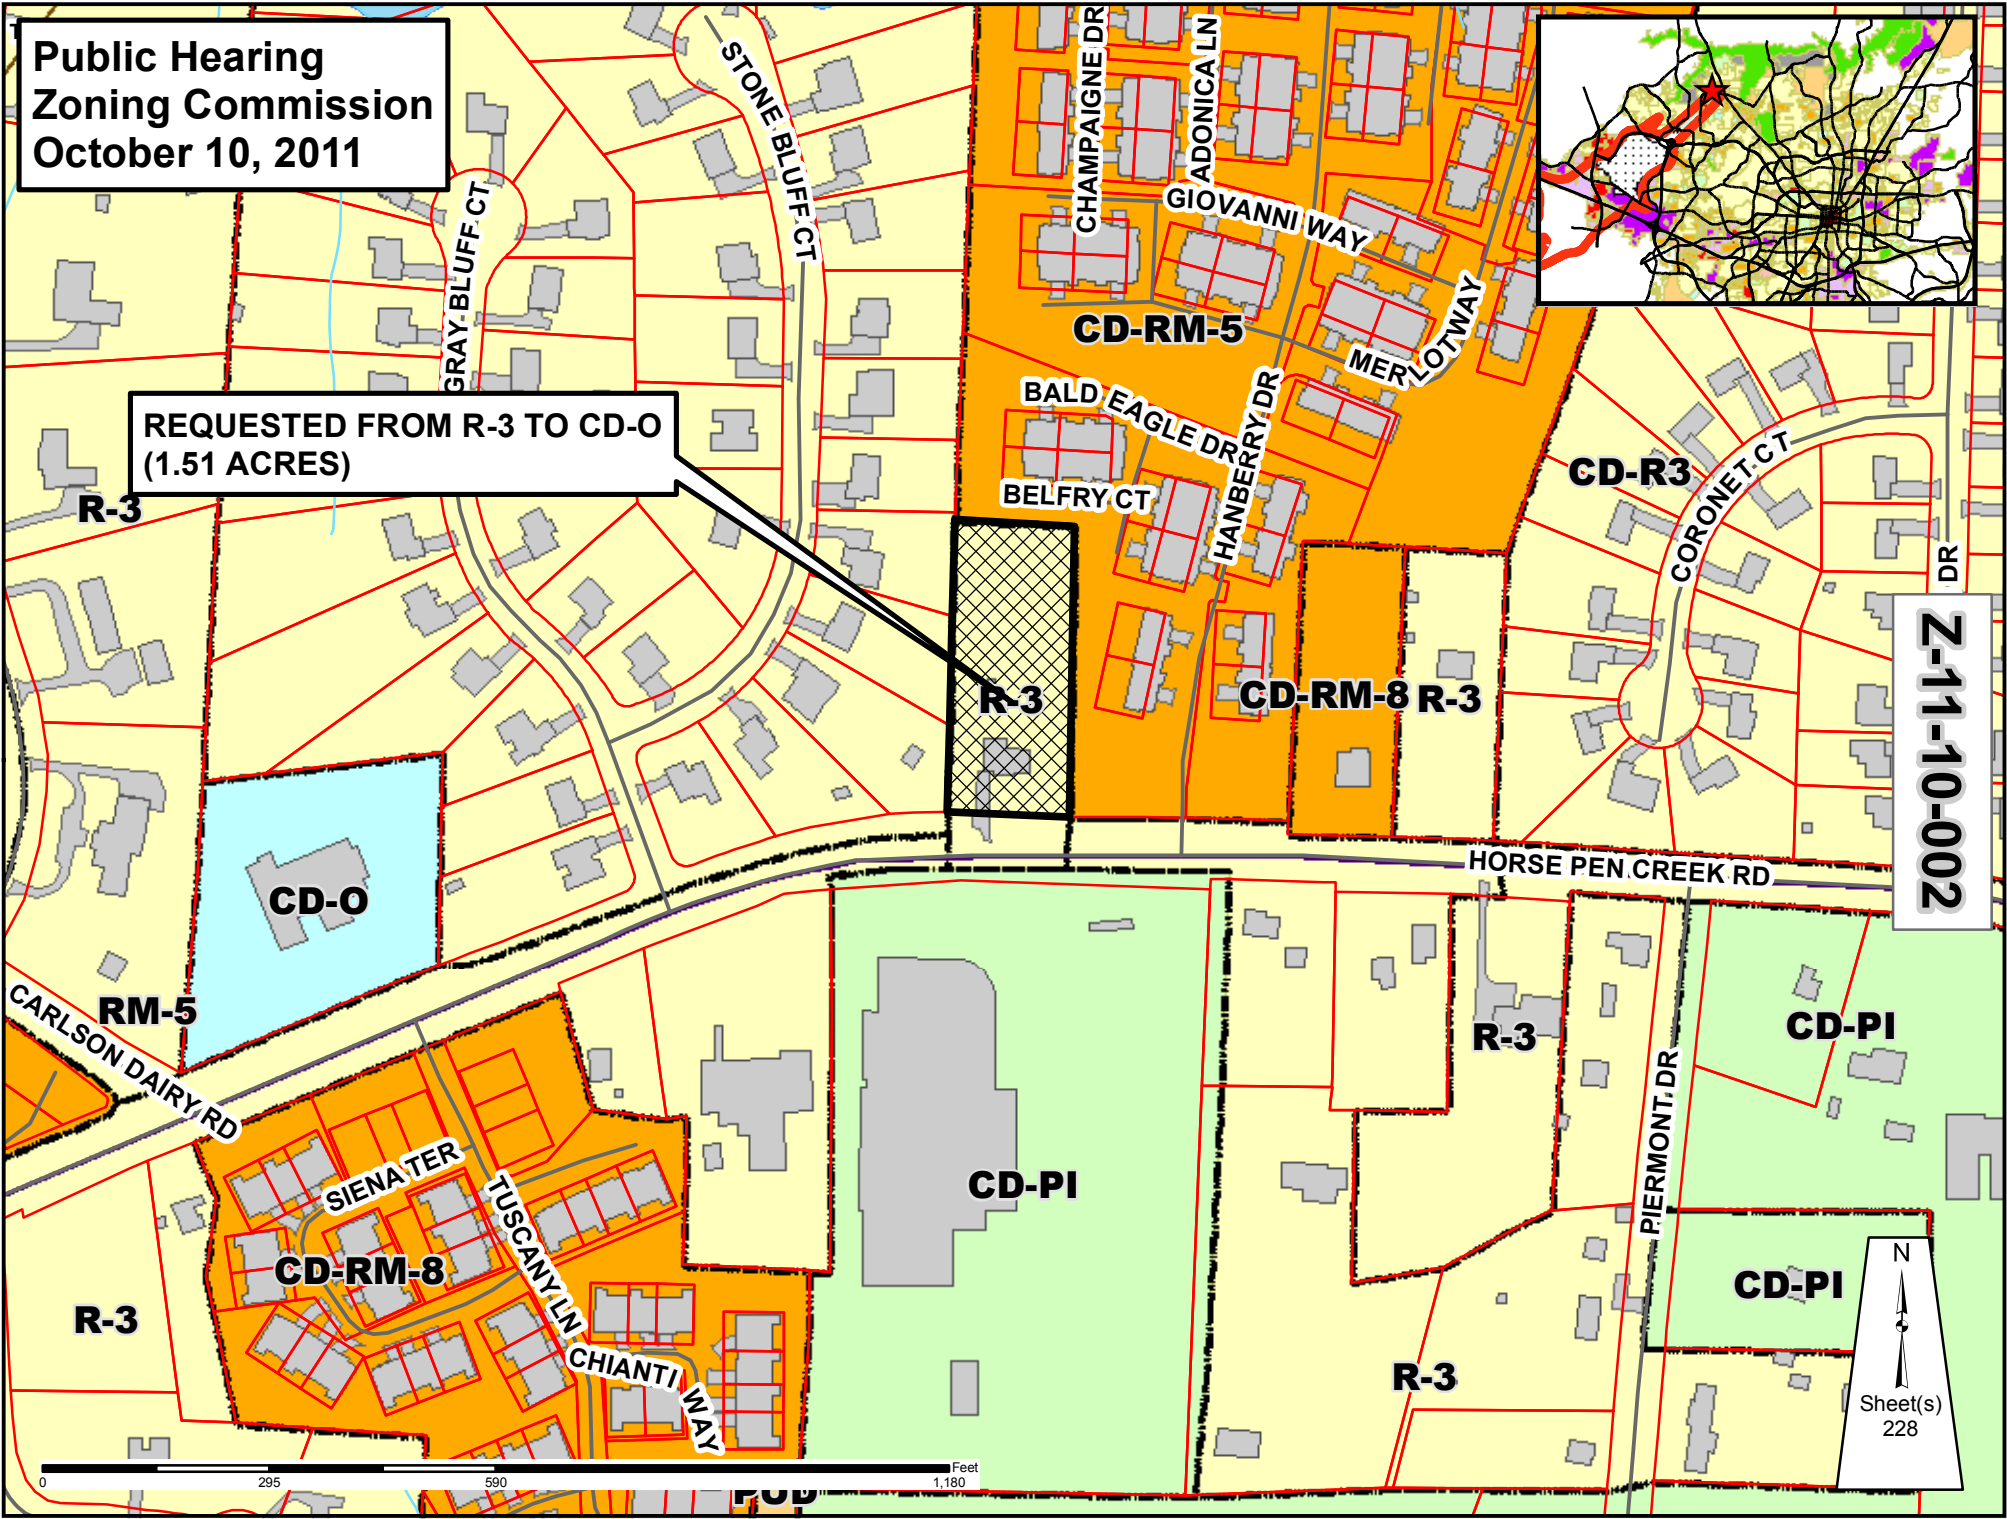 Public Hearing
Zoning Commission
October 10, 2011
STONE BLUFF CT
GRAY BLUFF CT
CHAMPAIGNE DR
ADONICA LN
GIOVANNI WAY
CD-RM-5
MERLOT WAY
BALD EAGLE DR
HANBERRY DR
BELFRY CT
REQUESTED FROM R-3 TO CD-O
(1.51 ACRES)
R-3
CD-R3
CORONET CT
DR
Z-11-10-002
R-3
CD-RM-8
R-3
HORSE PEN CREEK RD
CD-O
RM-5
CARLSON DAIRY RD
SIENA TER
TUSCANY LN
CD-RM-8
CHIANTI WAY
R-3
CD-PI
R-3
PIERMONT DR
CD-PI
CD-PI
R-3
N
Sheet(s)
228
Feet
0 295 590 1,180
PUD